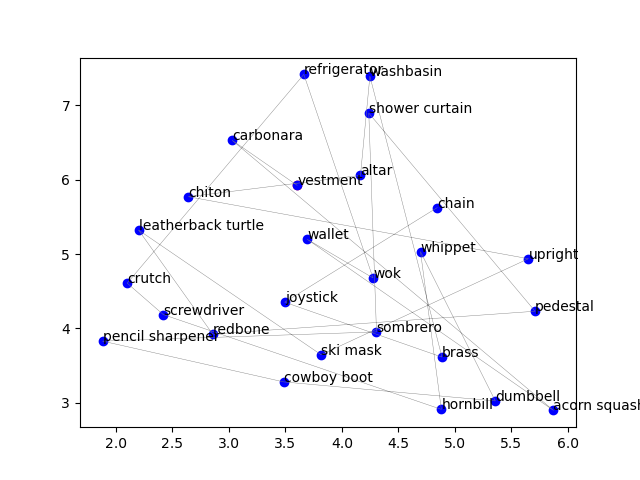 refrigerator
washbasin
shower curtain
carbonara
altar
vestment
chiton
chain
leatherback turtle
wallet
whippet
upright
crutch
wok
joystick
pedestal
screwdriver
redbone
sombrero
pencil sharpener
ski mask
brass
cowboy boot
dumbbell
hornbill
acorn squash
7
6
5
4
3
2.0 2.5 3.0 3.5 4.0 4.5 5.0 5.5 6.0